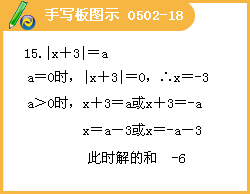 手写板图示 0502-18
15.|x＋3|＝a
a＝0时，|x＋3|＝0，∴x＝-3
a＞0时，x＋3＝a或x＋3＝-a
x＝a－3或x＝-a－3
此时解的和 -6